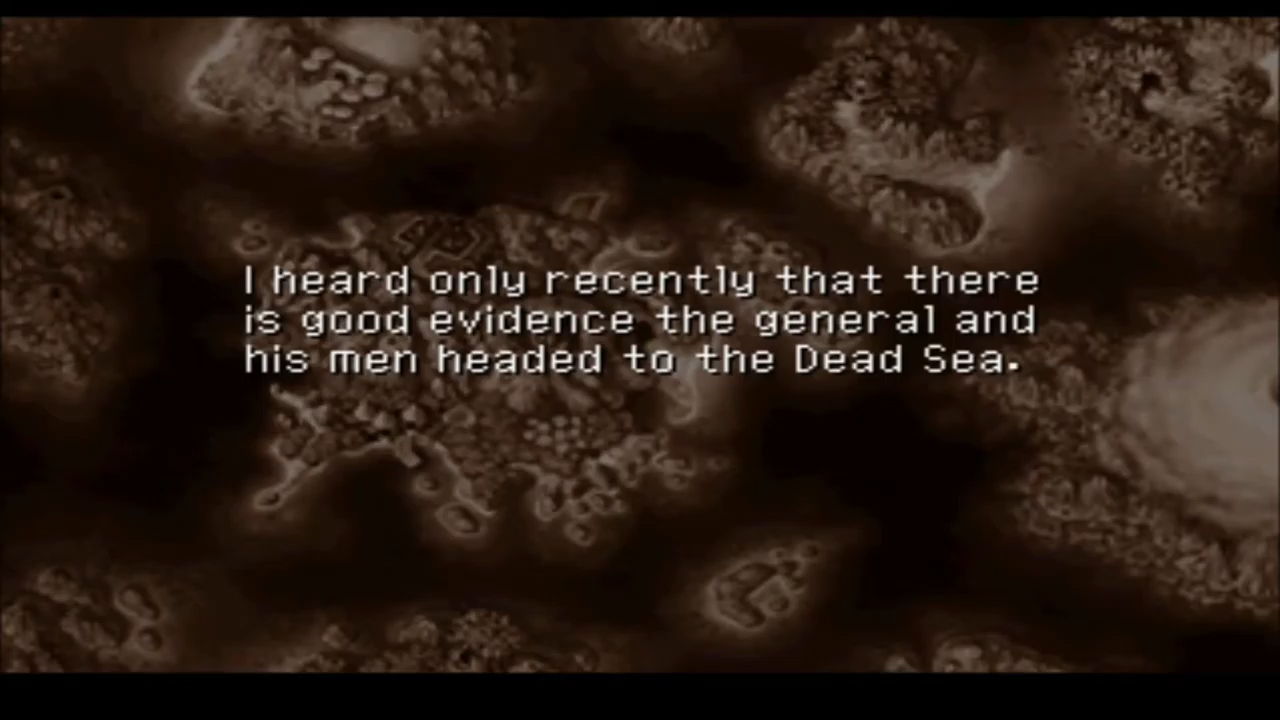 I heard only recently that there
is good evidence the general and
his men headed to the Dead Sea.